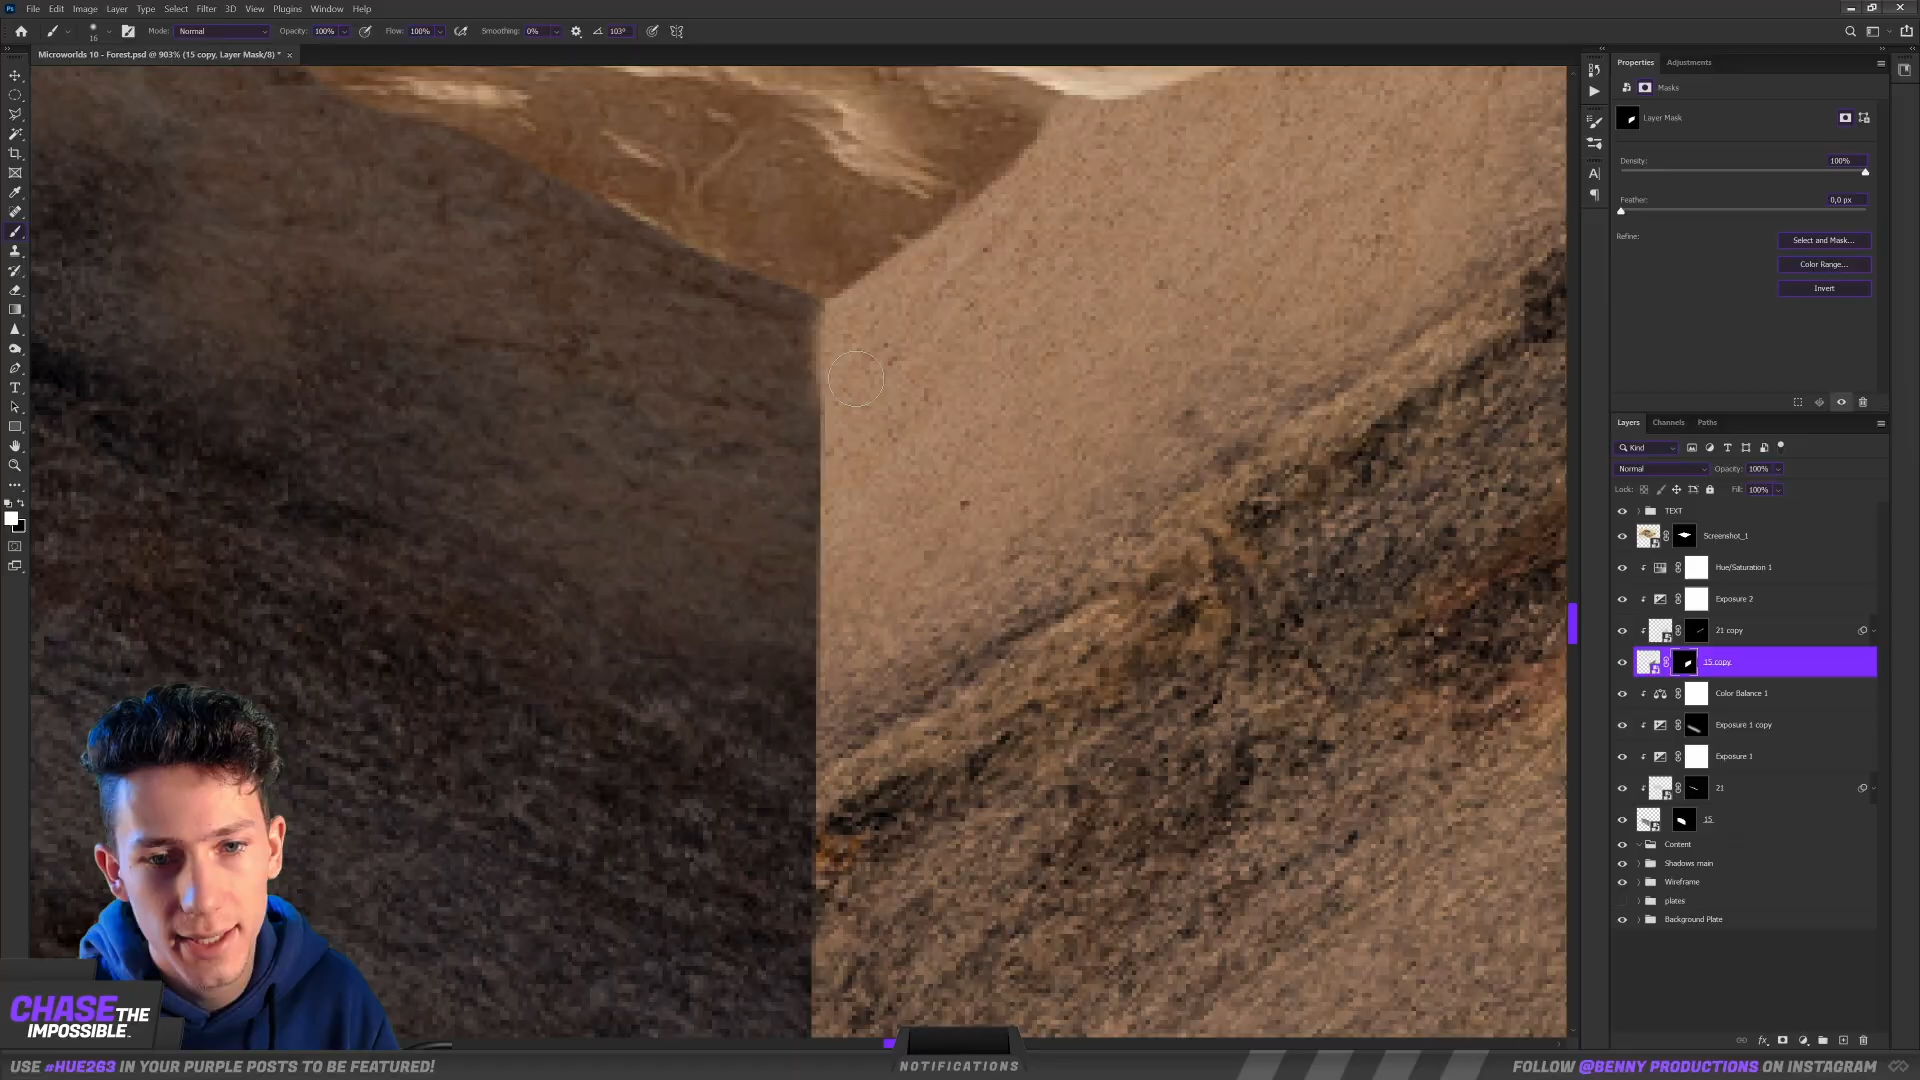 File Edit Image Layer Type Select Filter 3D View Plugins Window Help
16 Mode: Normal Opacity: 100% Flow: 100% Smoothing: 0% 103°
Microworlds 10 - Forest.psd @ 903% (15 copy, Layer Mask/8) *
Properties Adjustments
Masks
Layer Mask
Density: 100%
Feather: 0,0 px
Refine: Select and Mask...
Color Range...
Invert
Layers Channels Paths
Kind
Normal Opacity: 100%
Lock: Fill: 100%
TEXT
Screenshot_1
Hue/Saturation 1
Exposure 2
21 copy
15 copy
Color Balance 1
Exposure 1 copy
Exposure 1
21
15
Content
Shadows main
Wireframe
plates
Background Plate
CHASE THE
IMPOSSIBLE
USE #HUE263 IN YOUR PURPLE POSTS TO BE FEATURED!
NOTIFICATIONS
FOLLOW @BENNY PRODUCTIONS ON INSTAGRAM